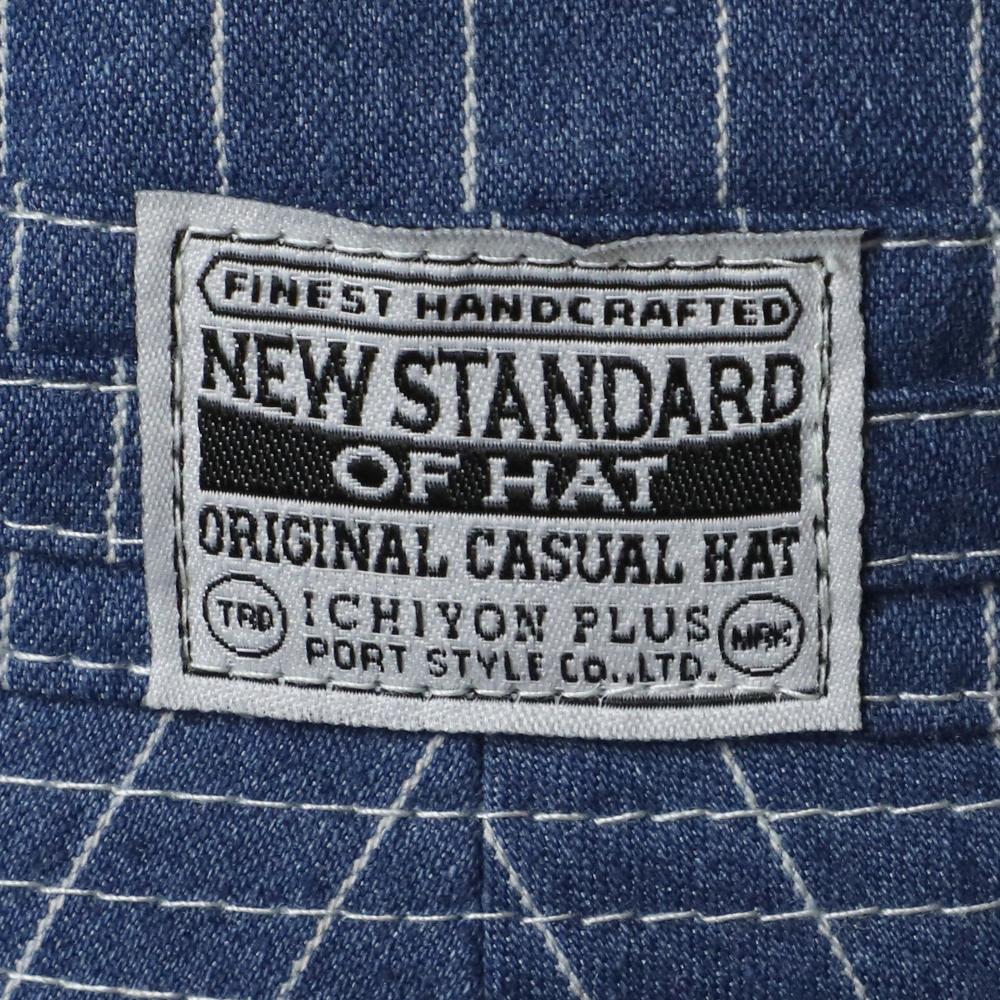 FINEST HANDCRAFTED
NEW STANDARD
OF HAT
ORIGINAL CASUAL HAT
TRD ICHIYON PLUS MRK
PORT STYLE Co.,LTD.